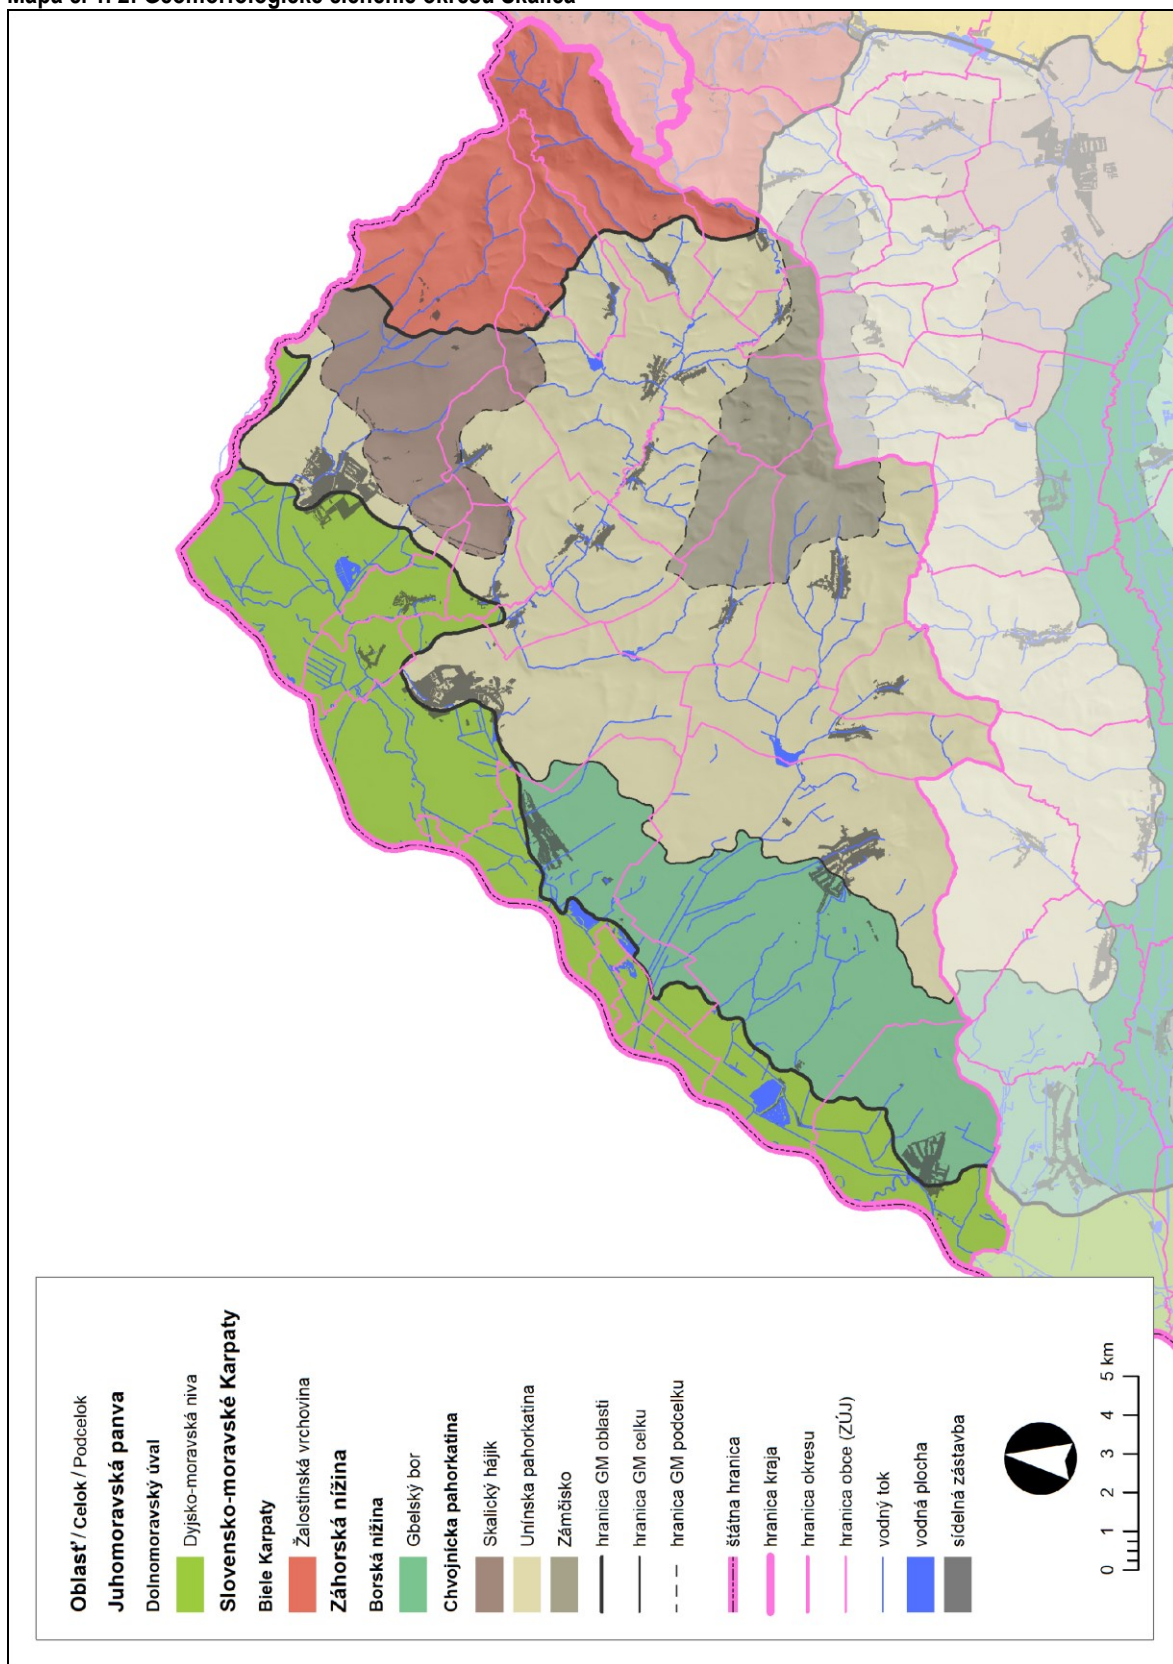 Mapa č. 1. 2: Geomorfologické členenie okresu Skalica
Oblasť / Celok / Podcelok
Juhomoravská panva
Dolnomoravský úval
Dyjsko-moravská niva
Slovensko-moravské Karpaty
Biele Karpaty
Žalostinská vrchovina
Záhorská nížina
Borská nížina
Gbelský bor
Chvojnicka pahorkatina
Skalický hájik
Unínska pahorkatina
Zámčisko
hranica GM oblasti
hranica GM celku
hranica GM podcelku
štátna hranica
hranica kraja
hranica okresu
hranica obce (ZÚJ)
vodný tok
vodná plocha
sídelná zástavba
0 1 2 3 4 5 km